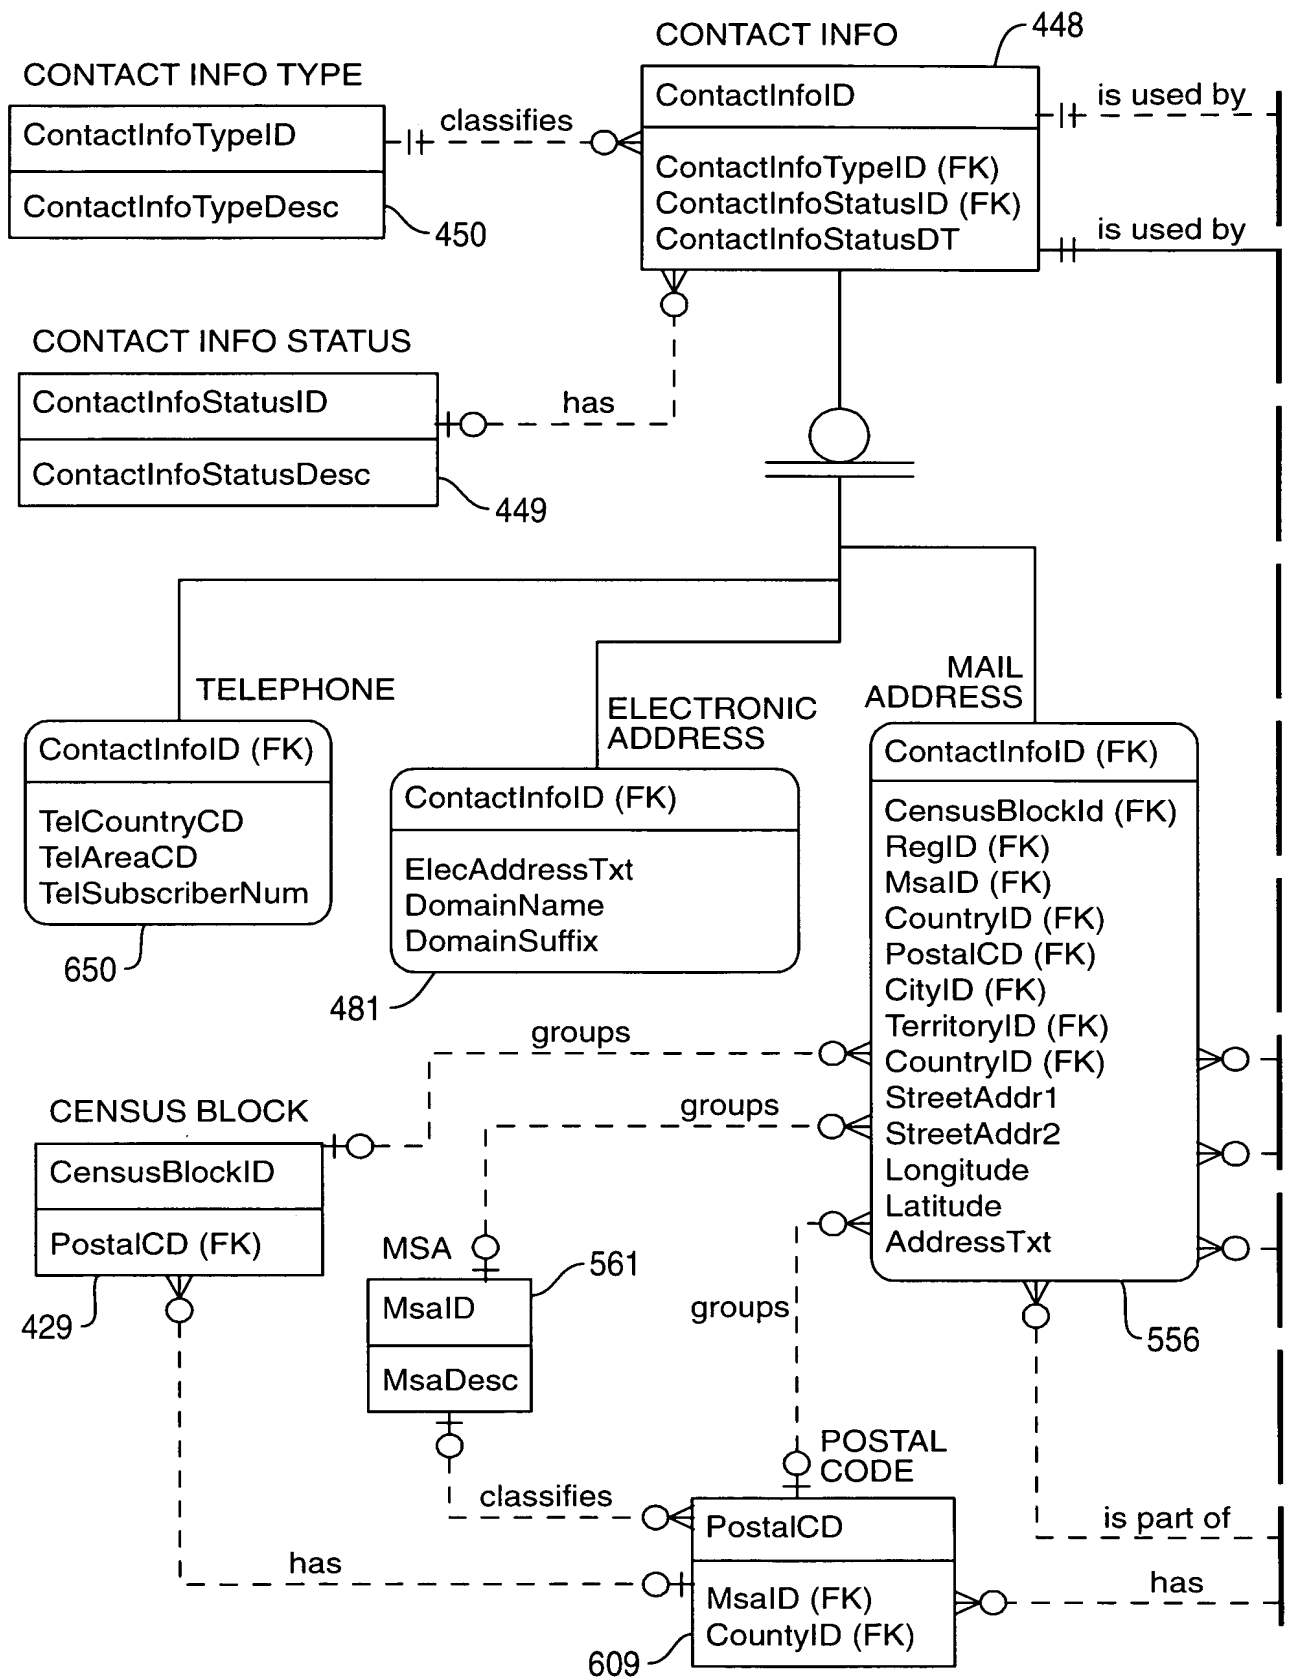 CONTACT INFO
448
ContactInfoID
ContactInfoTypeID (FK)
ContactInfoStatusID (FK)
ContactInfoStatusDT
is used by
is used by
CONTACT INFO TYPE
ContactInfoTypeID
ContactInfoTypeDesc
450
classifies
CONTACT INFO STATUS
ContactInfoStatusID
ContactInfoStatusDesc
449
has
TELEPHONE
ContactInfoID (FK)
TelCountryCD
TelAreaCD
TelSubscriberNum
650
ELECTRONIC
ADDRESS
ContactInfoID (FK)
ElecAddressTxt
DomainName
DomainSuffix
481
MAIL
ADDRESS
ContactInfoID (FK)
CensusBlockId (FK)
RegID (FK)
MsaID (FK)
CountryID (FK)
PostalCD (FK)
CityID (FK)
TerritoryID (FK)
CountryID (FK)
StreetAddr1
StreetAddr2
Longitude
Latitude
AddressTxt
556
groups
groups
groups
CENSUS BLOCK
CensusBlockID
PostalCD (FK)
429
MSA
561
MsaID
MsaDesc
classifies
has
POSTAL
CODE
PostalCD
MsaID (FK)
CountyID (FK)
609
is part of
has